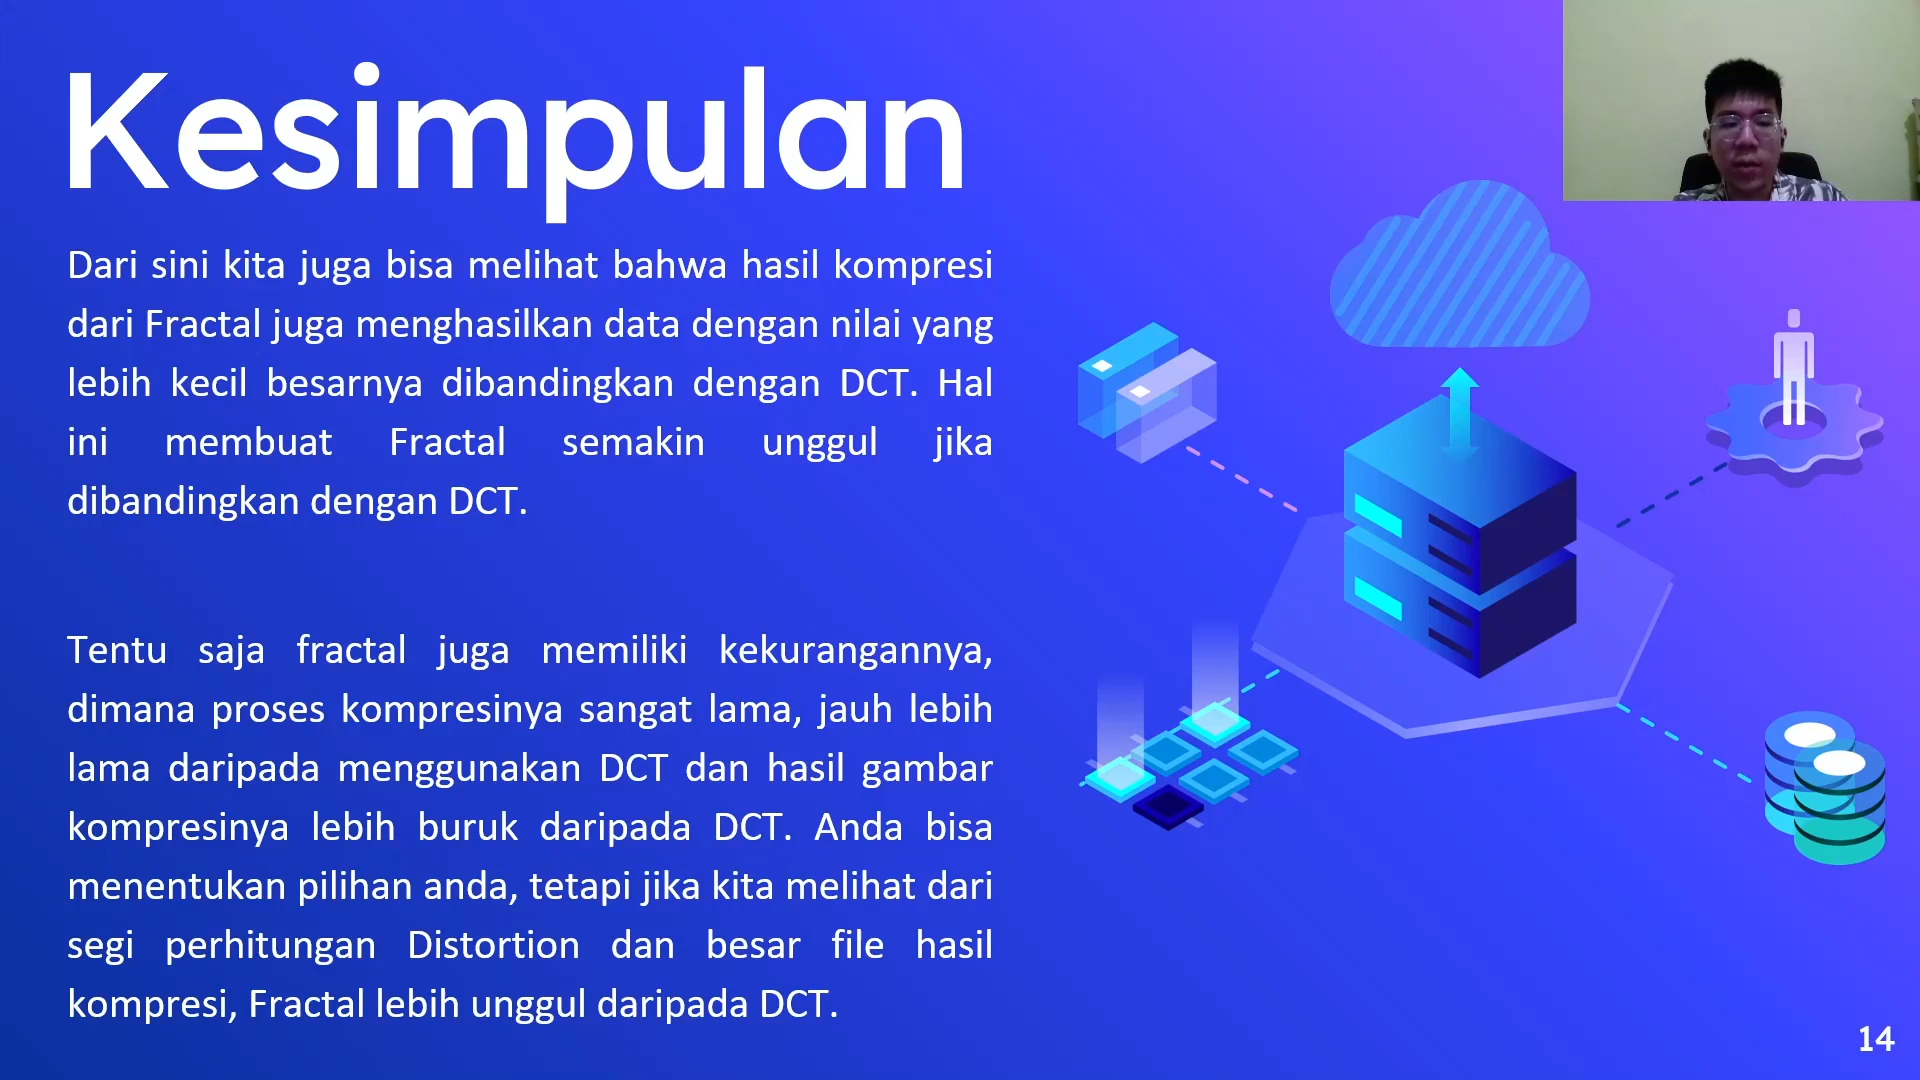 Kesimpulan
Dari sini kita juga bisa melihat bahwa hasil kompresi
dari Fractal juga menghasilkan data dengan nilai yang
lebih kecil besarnya dibandingkan dengan DCT. Hal
ini membuat Fractal semakin unggul jika
dibandingkan dengan DCT.
Tentu saja fractal juga memiliki kekurangannya,
dimana proses kompresinya sangat lama, jauh lebih
lama daripada menggunakan DCT dan hasil gambar
kompresinya lebih buruk daripada DCT. Anda bisa
menentukan pilihan anda, tetapi jika kita melihat dari
segi perhitungan Distortion dan besar file hasil
kompresi, Fractal lebih unggul daripada DCT.
14